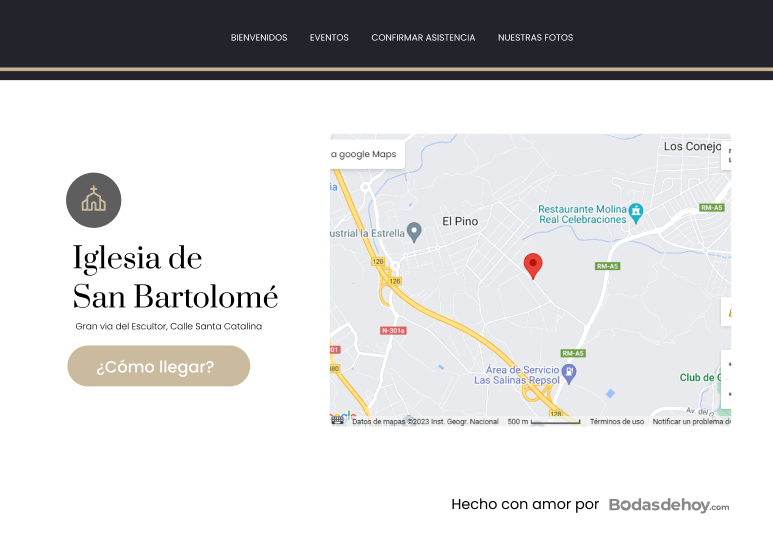 BIENVENIDOS EVENTOS CONFIRMAR ASISTENCIA NUESTRAS FOTOS
Iglesia de
San Bartolomé
Gran vía del Escultor, Calle Santa Catalina
¿Cómo llegar?
a google Maps
Los Conejo
ia
RM-A5
Restaurante Molina
Real Celebraciones
El Pino
ustrial la Estrella
126
RM-A5
126
N-301a
01
RM-A5
Área de Servicio
Las Salinas Repsol
Club de G
Av. del
128
Datos de mapas ©2023 Inst. Geogr. Nacional 500 m Términos de uso Notificar un problema de
Hecho con amor por Bodasdehoy.com